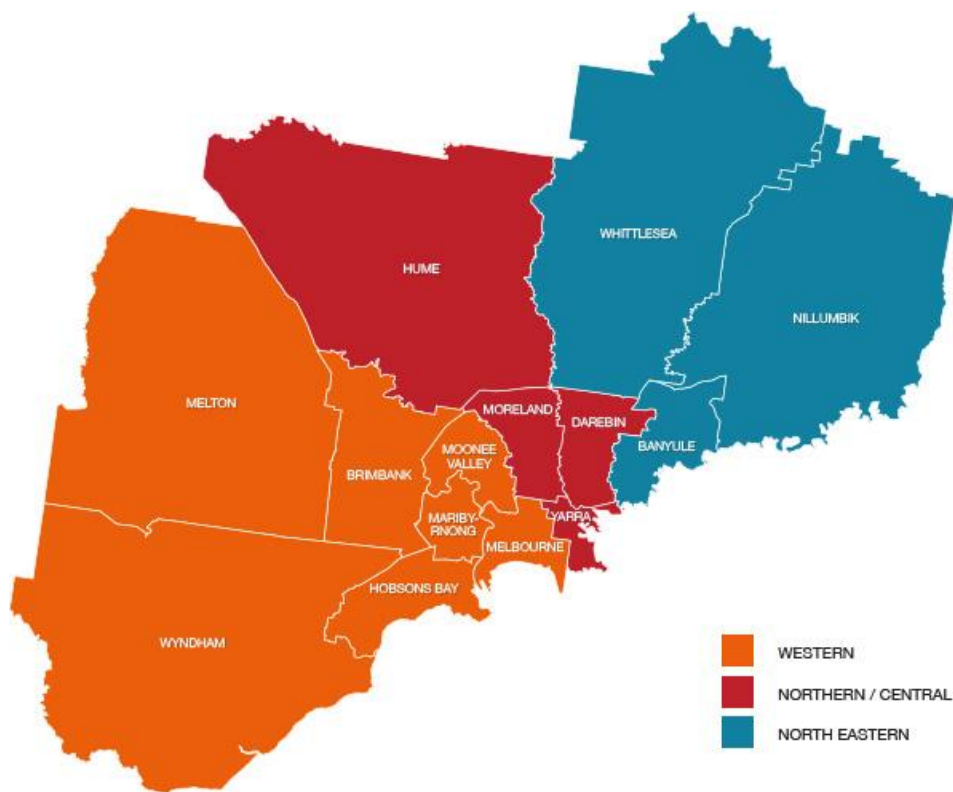 WHITTLESEA
HUME
NILLUMBIK
MELTON
MORELAND
DAREBIN
BANYULE
MOONEE
VALLEY
BRIMBANK
MARIBY-
RNONG
YARRA
MELBOURNE
HOBSONS BAY
WYNDHAM
WESTERN
NORTHERN / CENTRAL
NORTH EASTERN